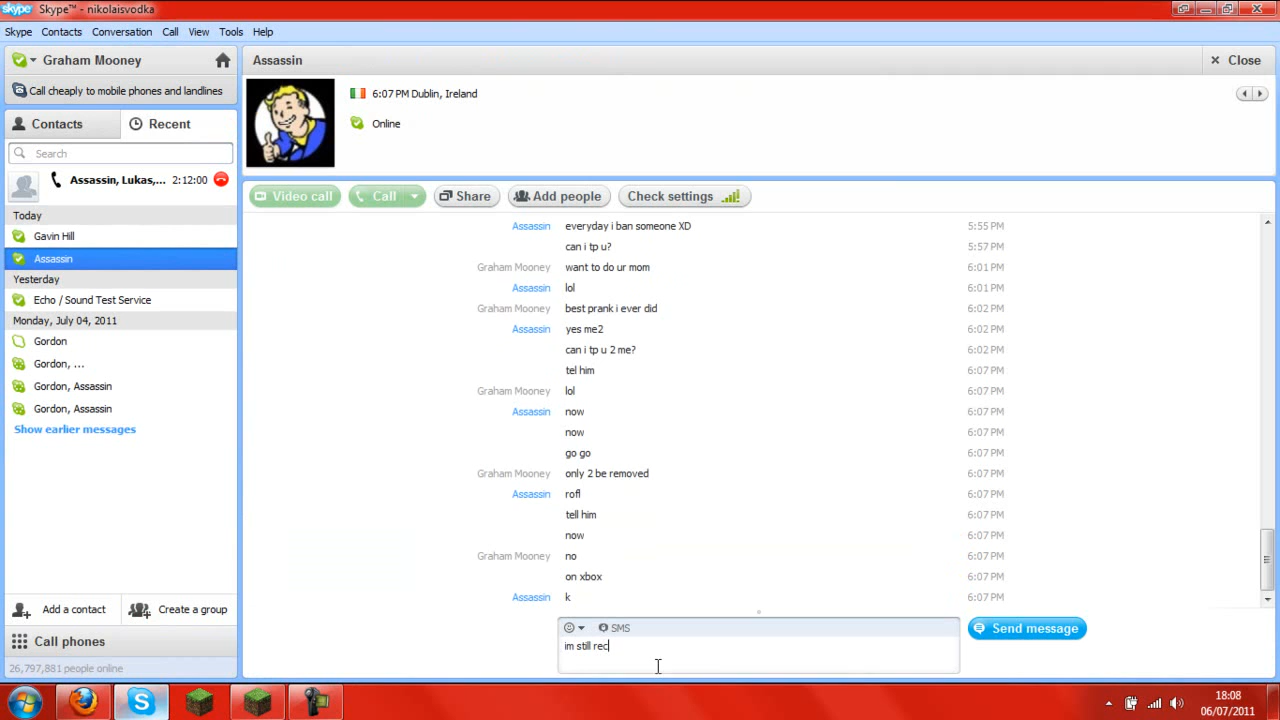 Skype™ - nikolaisvodka
Skype Contacts Conversation Call View Tools Help
Graham Mooney
Call cheaply to mobile phones and landlines
Contacts
Recent
Search
Assassin, Lukas,... 2:12:00
Today
Gavin Hill
Assassin
Yesterday
Echo / Sound Test Service
Monday, July 04, 2011
Gordon
Gordon, ...
Gordon, Assassin
Gordon, Assassin
Show earlier messages
Add a contact
Create a group
Call phones
26,797,881 people online
Assassin
Close
6:07 PM Dublin, Ireland
Online
Video call
Call
Share
Add people
Check settings
Assassin everyday i ban someone XD 5:55 PM
can i tp u? 5:57 PM
Graham Mooney want to do ur mom 6:01 PM
Assassin lol 6:01 PM
Graham Mooney best prank i ever did 6:02 PM
Assassin yes me2 6:02 PM
can i tp u 2 me? 6:02 PM
tel him 6:07 PM
Graham Mooney lol 6:07 PM
Assassin now 6:07 PM
now 6:07 PM
go go 6:07 PM
Graham Mooney only 2 be removed 6:07 PM
Assassin rofl 6:07 PM
tell him 6:07 PM
now 6:07 PM
Graham Mooney no 6:07 PM
on xbox 6:07 PM
Assassin k 6:07 PM
SMS
im still rec
Send message
18:08
06/07/2011